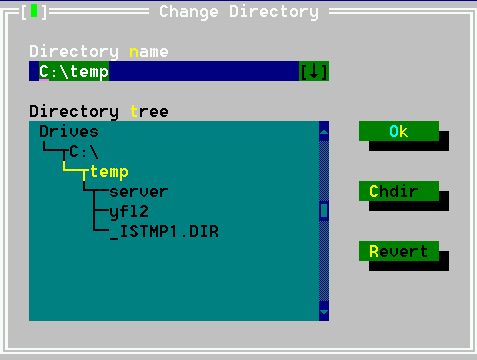 Change Directory
Directory name
C:\temp
Directory tree
Drives
C:\
temp
server
yfl2
_ISTMP1.DIR
Ok
Chdir
Revert